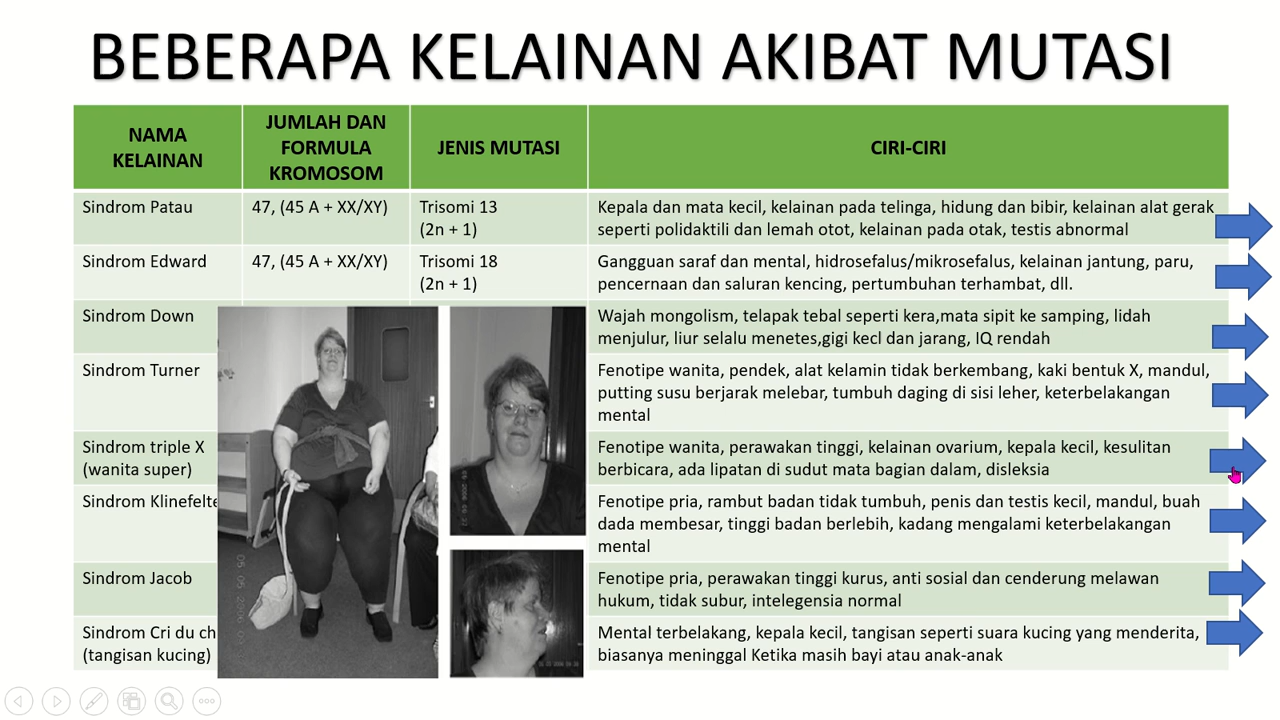 BEBERAPA KELAINAN AKIBAT MUTASI
NAMA
KELAINAN
JUMLAH DAN
FORMULA
KROMOSOM
JENIS MUTASI
CIRI-CIRI
Sindrom Patau
47, (45 A + XX/XY)
Trisomi 13
(2n + 1)
Kepala dan mata kecil, kelainan pada telinga, hidung dan bibir, kelainan alat gerak
seperti polidaktili dan lemah otot, kelainan pada otak, testis abnormal
Sindrom Edward
47, (45 A + XX/XY)
Trisomi 18
(2n + 1)
Gangguan saraf dan mental, hidrosefalus/mikrosefalus, kelainan jantung, paru,
pencernaan dan saluran kencing, pertumbuhan terhambat, dll.
Sindrom Down
Wajah mongolism, telapak tebal seperti kera,mata sipit ke samping, lidah
menjulur, liur selalu menetes,gigi kecl dan jarang, IQ rendah
Sindrom Turner
Fenotipe wanita, pendek, alat kelamin tidak berkembang, kaki bentuk X, mandul,
putting susu berjarak melebar, tumbuh daging di sisi leher, keterbelakangan
mental
Sindrom triple X
(wanita super)
Fenotipe wanita, perawakan tinggi, kelainan ovarium, kepala kecil, kesulitan
berbicara, ada lipatan di sudut mata bagian dalam, disleksia
Sindrom Klinefelte
Fenotipe pria, rambut badan tidak tumbuh, penis dan testis kecil, mandul, buah
dada membesar, tinggi badan berlebih, kadang mengalami keterbelakangan
mental
Sindrom Jacob
Fenotipe pria, perawakan tinggi kurus, anti sosial dan cenderung melawan
hukum, tidak subur, intelegensia normal
Sindrom Cri du ch
(tangisan kucing)
Mental terbelakang, kepala kecil, tangisan seperti suara kucing yang menderita,
biasanya meninggal Ketika masih bayi atau anak-anak